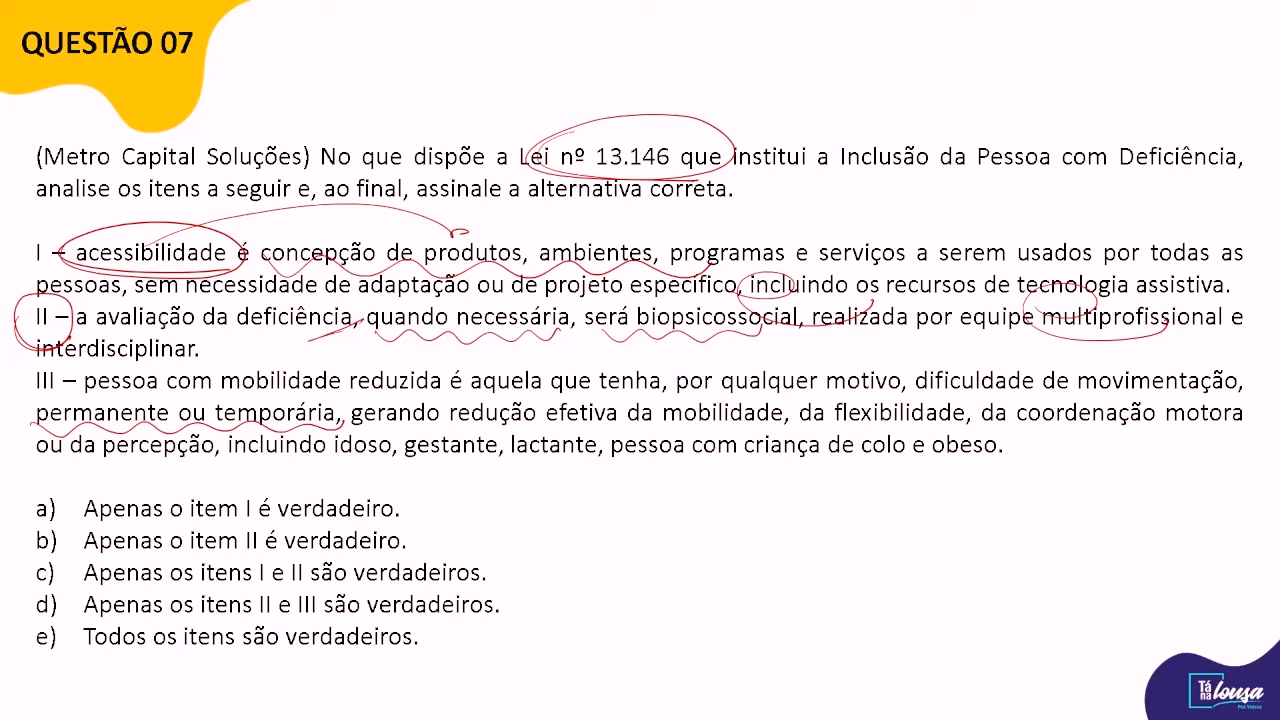 QUESTÃO 07
(Metro Capital Soluções) No que dispõe a Lei nº 13.146 que institui a Inclusão da Pessoa com Deficiência,
analise os itens a seguir e, ao final, assinale a alternativa correta.
I – acessibilidade é concepção de produtos, ambientes, programas e serviços a serem usados por todas as
pessoas, sem necessidade de adaptação ou de projeto específico, incluindo os recursos de tecnologia assistiva.
II – a avaliação da deficiência, quando necessária, será biopsicossocial, realizada por equipe multiprofissional e
interdisciplinar.
III – pessoa com mobilidade reduzida é aquela que tenha, por qualquer motivo, dificuldade de movimentação,
permanente ou temporária, gerando redução efetiva da mobilidade, da flexibilidade, da coordenação motora
ou da percepção, incluindo idoso, gestante, lactante, pessoa com criança de colo e obeso.
a) Apenas o item I é verdadeiro.
b) Apenas o item II é verdadeiro.
c) Apenas os itens I e II são verdadeiros.
d) Apenas os itens II e III são verdadeiros.
e) Todos os itens são verdadeiros.
Tá
na lousa